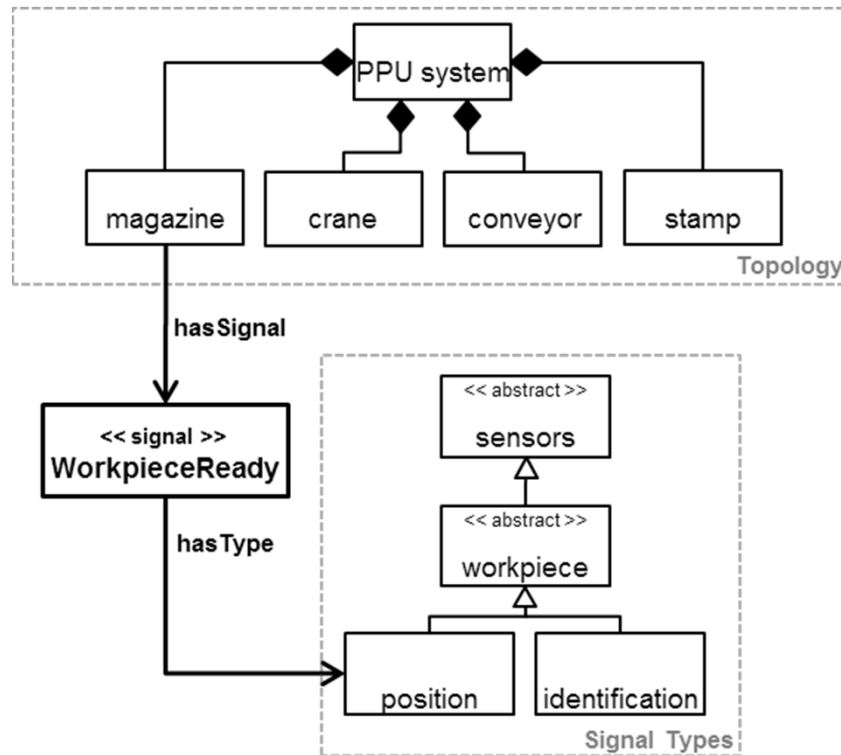 PPU system
magazine
crane
conveyor
stamp
Topology
hasSignal
<< signal >>
WorkpieceReady
hasType
<< abstract >>
sensors
<< abstract >>
workpiece
position
identification
Signal Types